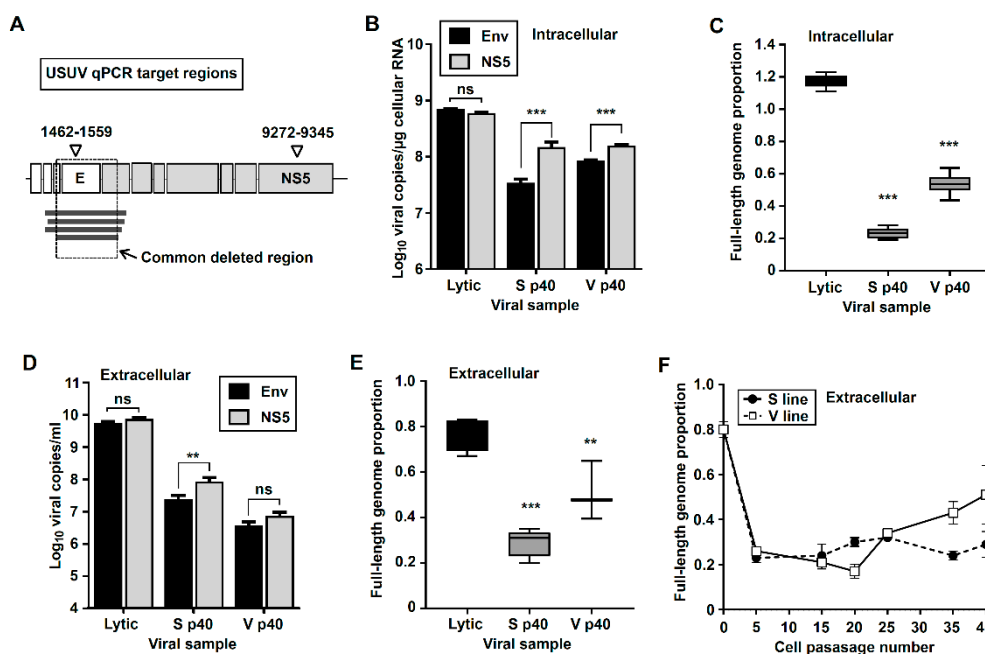 A
USUV qPCR target regions
1462-1559
9272-9345
E
NS5
Common deleted region
B
Env
NS5
Intracellular
Log10 viral copies/µg cellular RNA
10
9
8
7
6
ns
***
***
Lytic
S p40
V p40
Viral sample
C
Intracellular
Full-length genome proportion
1.4
1.2
1.0
0.8
0.6
0.4
0.2
0
***
***
Lytic
S p40
V p40
Viral sample
D
Extracellular
Env
NS5
Log10 viral copies/ml
11
10
9
8
7
6
5
4
ns
**
ns
Lytic
S p40
V p40
Viral sample
E
Extracellular
Full-length genome proportion
1.0
0.8
0.6
0.4
0.2
0
***
**
Lytic
S p40
V p40
Viral sample
F
S line
V line
Extracellular
Full-length genome proportion
1.0
0.8
0.6
0.4
0.2
0.0
0
5
10
15
20
25
30
35
4
Cell pasasage number